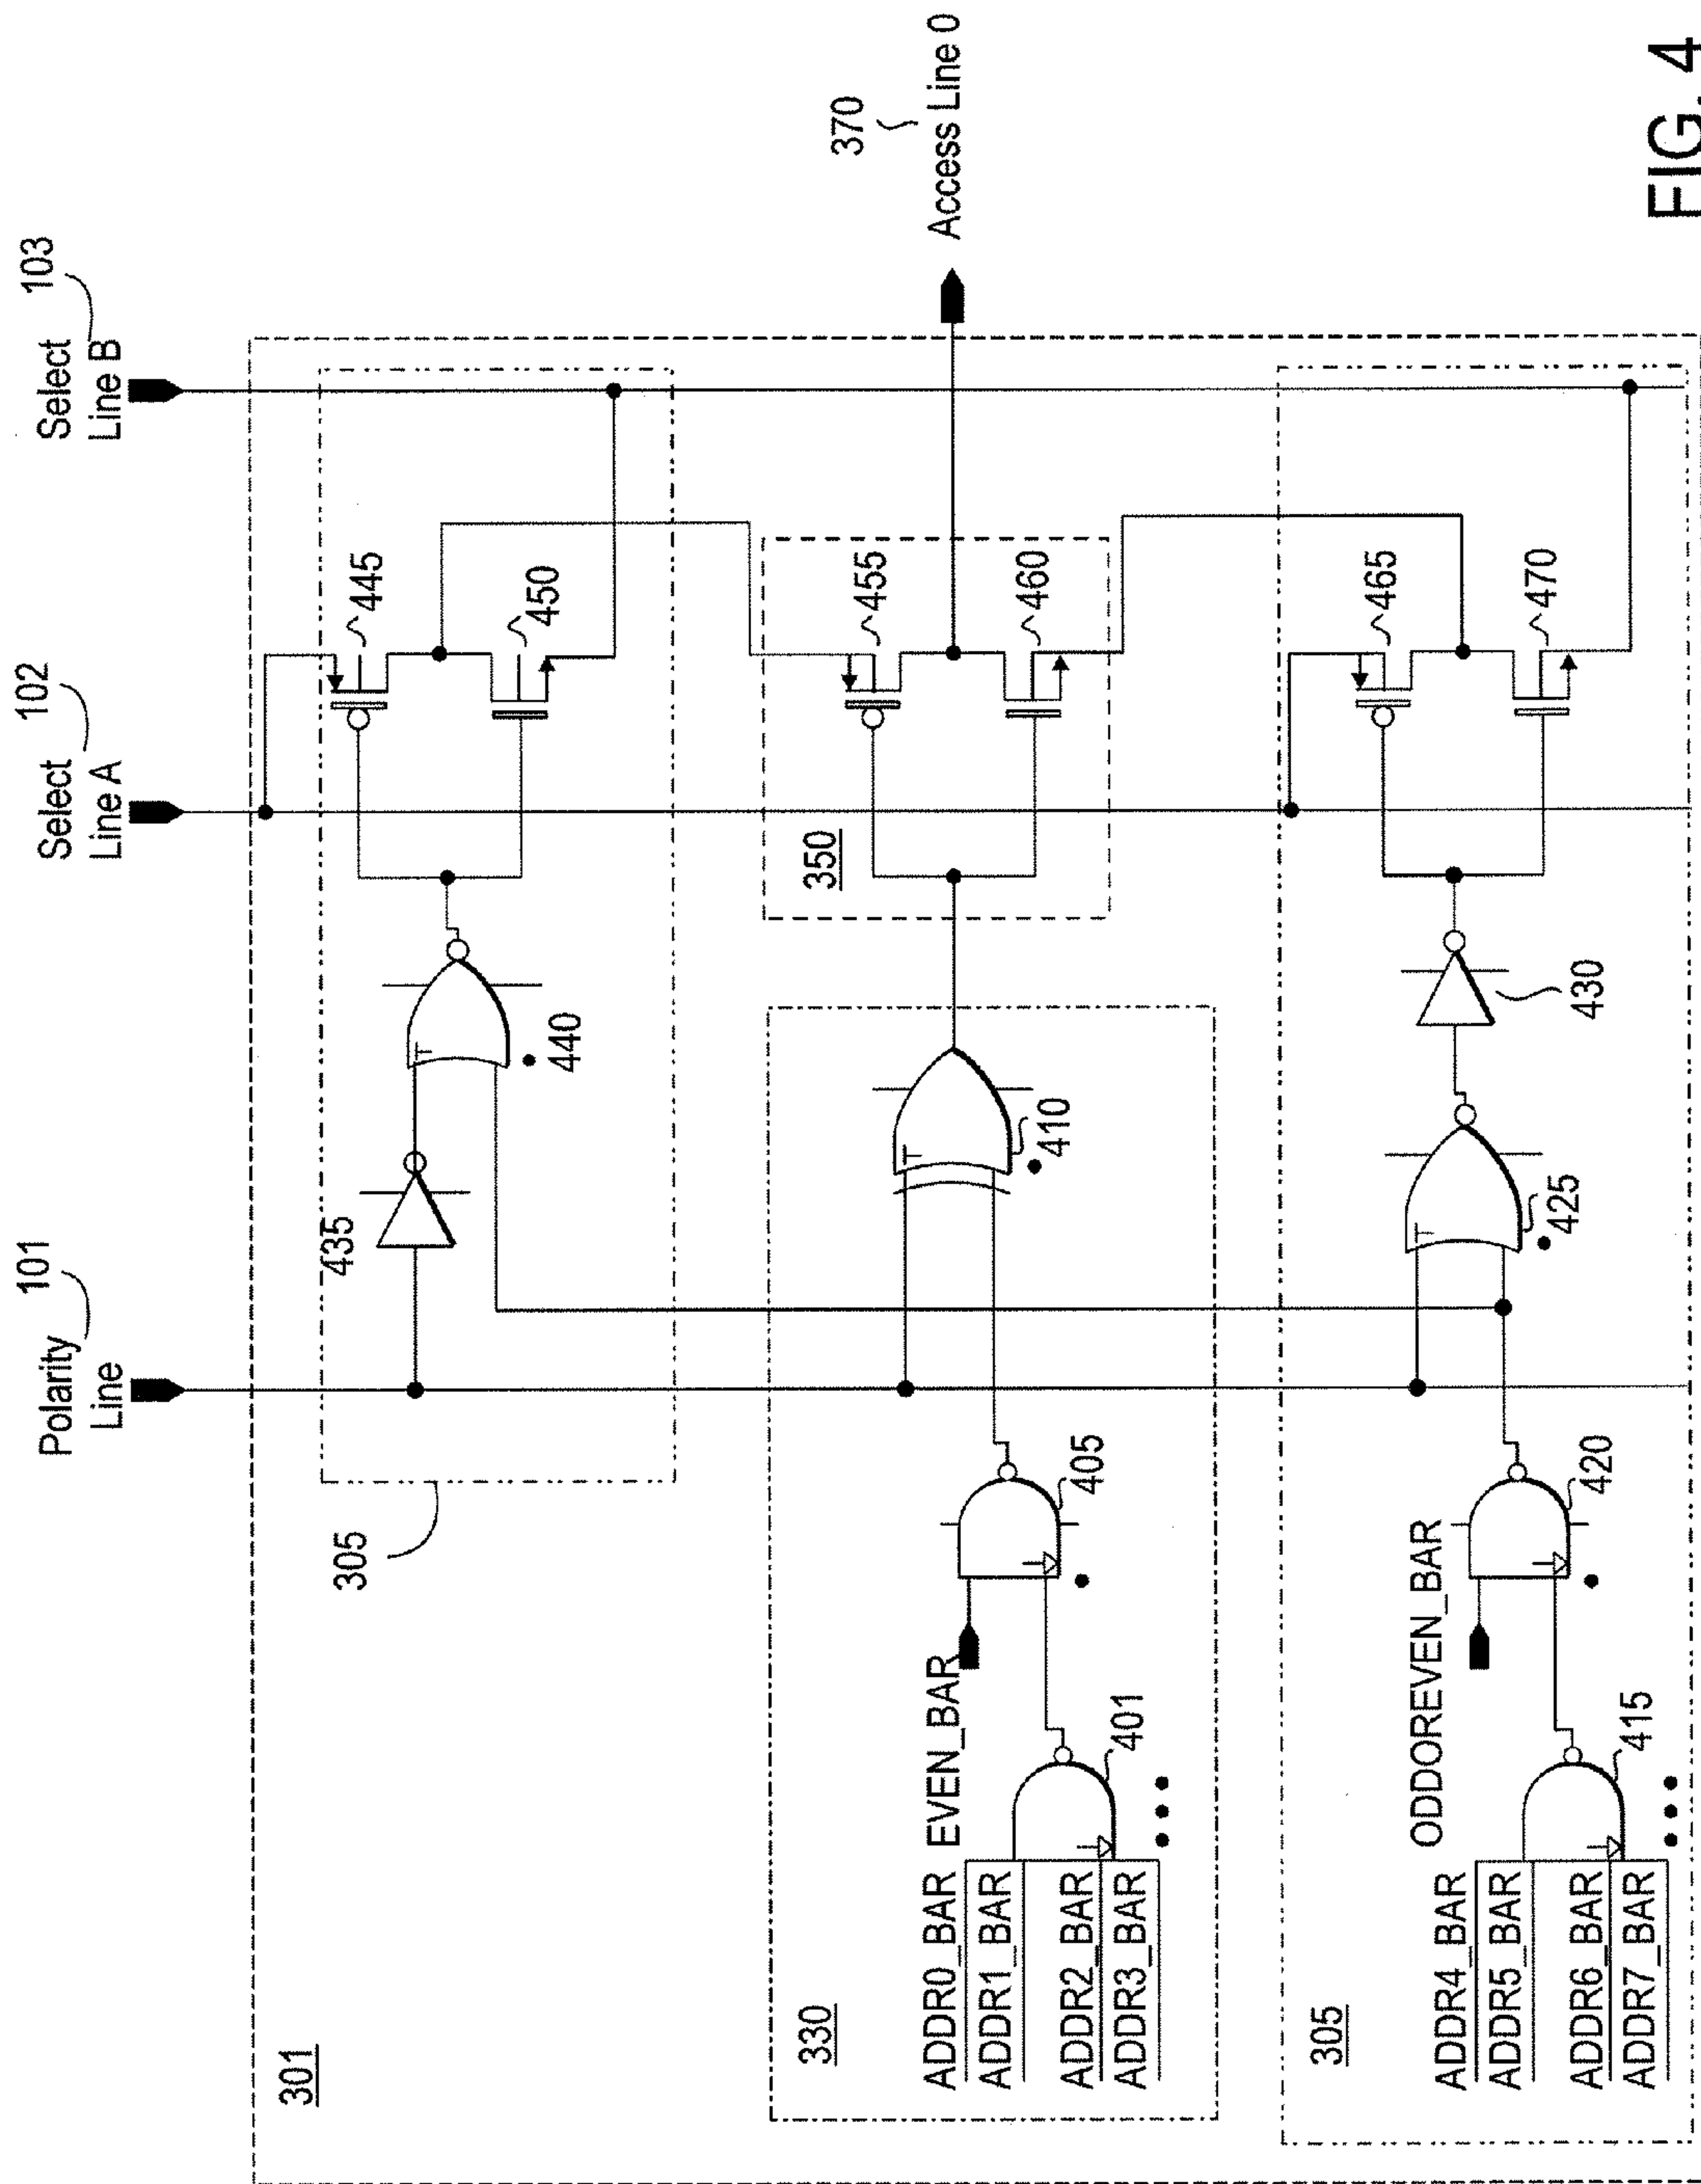 Polarity
Line
101
Select
Line A
102
Select
Line B
103
301
305
435
440
445
450
330
ADDR0_BAR
ADDR1_BAR
ADDR2_BAR
ADDR3_BAR
EVEN_BAR
401
405
410
350
455
460
370
Access Line 0
305
ADDR4_BAR
ADDR5_BAR
ADDR6_BAR
ADDR7_BAR
ODDOREVEN_BAR
415
420
425
430
465
470
FIG. 4